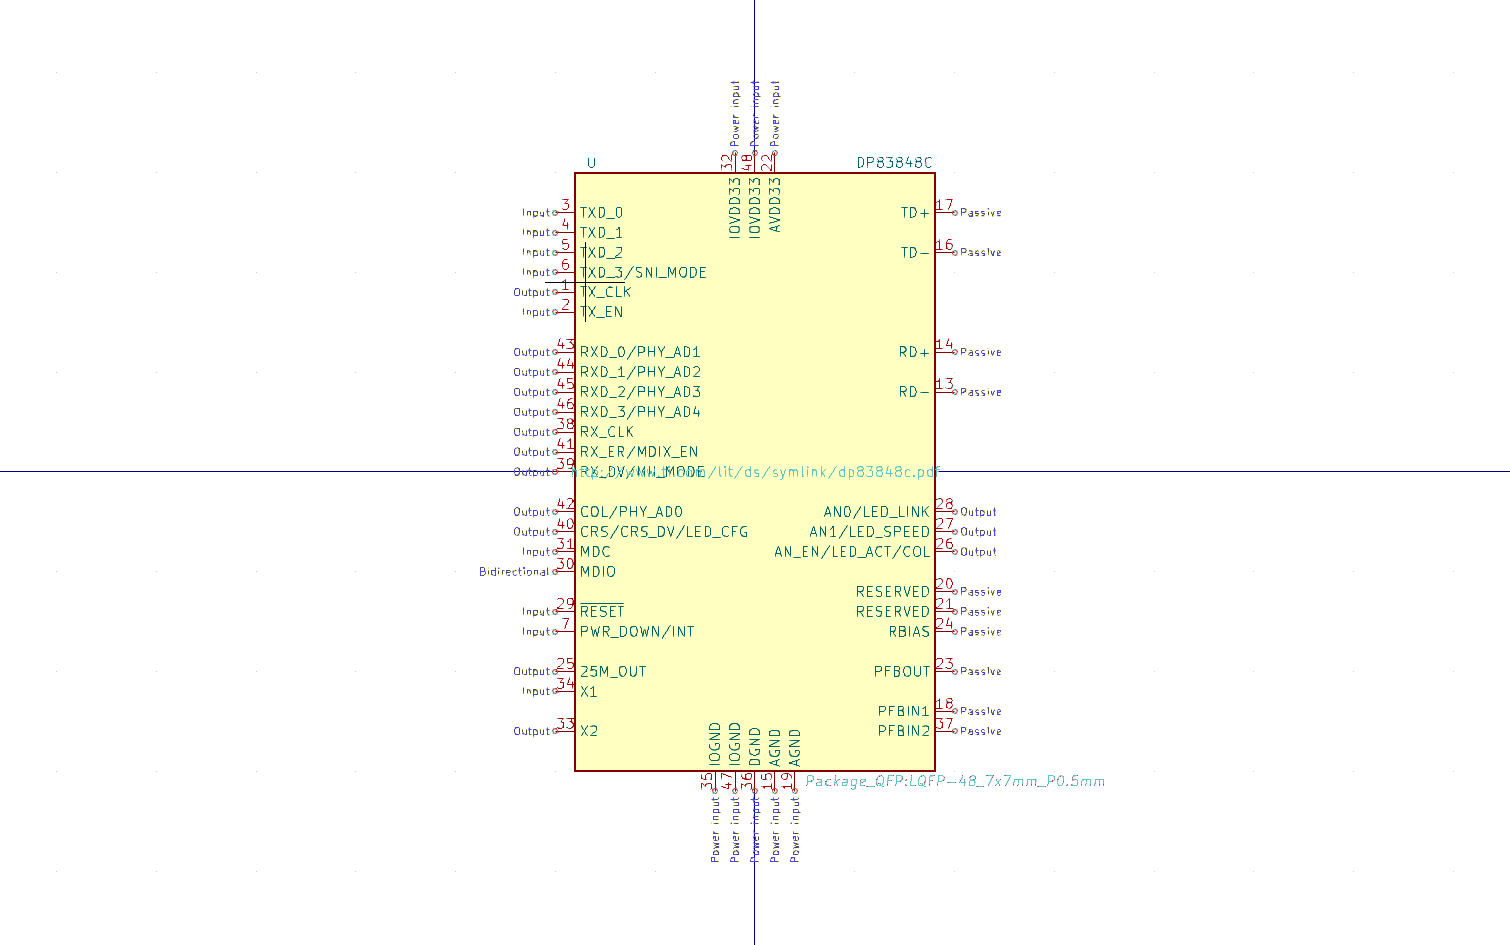 Power input Power input Power input
32 48 22
U DP83848C
IOVDD33 IOVDD33 AVDD33
Input 3 TXD_0 TD+ 17 Passive
Input 4 TXD_1
Input 5 TXD_2 TD- 16 Passive
Input 6 TXD_3/SNI_MODE
Output 1 TX_CLK
Input 2 TX_EN
Output 43 RXD_0/PHY_AD1 RD+ 14 Passive
Output 44 RXD_1/PHY_AD2
Output 45 RXD_2/PHY_AD3 RD- 13 Passive
Output 46 RXD_3/PHY_AD4
Output 38 RX_CLK
Output 41 RX_ER/MDIX_EN
Output 39 RX_DV/MII_MODE http://www.ti.com/lit/ds/symlink/dp83848c.pdf
Output 42 COL/PHY_AD0 AN0/LED_LINK 28 Output
Output 40 CRS/CRS_DV/LED_CFG AN1/LED_SPEED 27 Output
Input 31 MDC AN_EN/LED_ACT/COL 26 Output
Bidirectional 30 MDIO
RESERVED 20 Passive
Input 29 RESET RESERVED 21 Passive
Input 7 PWR_DOWN/INT RBIAS 24 Passive
Output 25 25M_OUT PFBOUT 23 Passive
Input 34 X1
PFBIN1 18 Passive
Output 33 X2 PFBIN2 37 Passive
IOGND IOGND DGND AGND AGND
35 47 36 15 19
Package_QFP:LQFP-48_7x7mm_P0.5mm
Power input Power input Power input Power input Power input